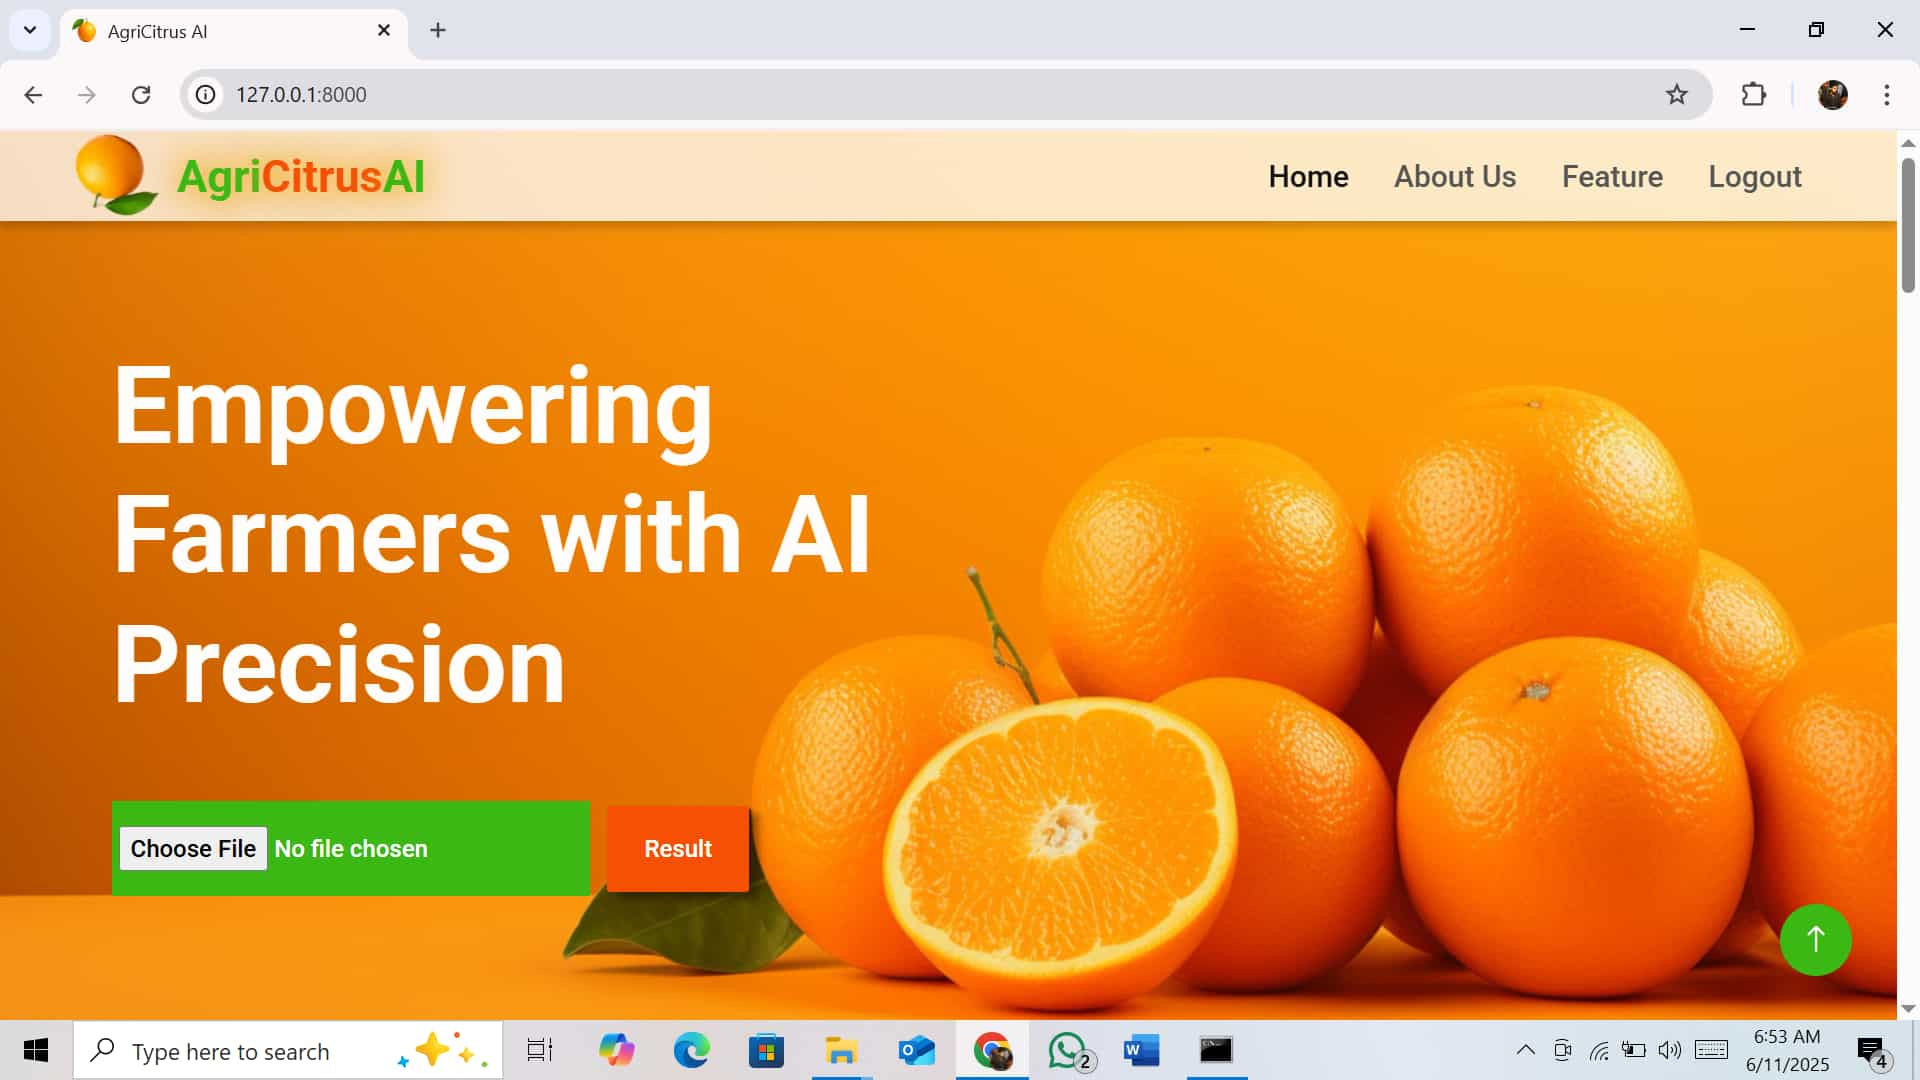 AgriCitrus AI
127.0.0.1:8000
AgriCitrusAI
Home About Us Feature Logout
Empowering
Farmers with AI
Precision
Choose File No file chosen
Result
Type here to search
2
W
6:53 AM
6/11/2025
4